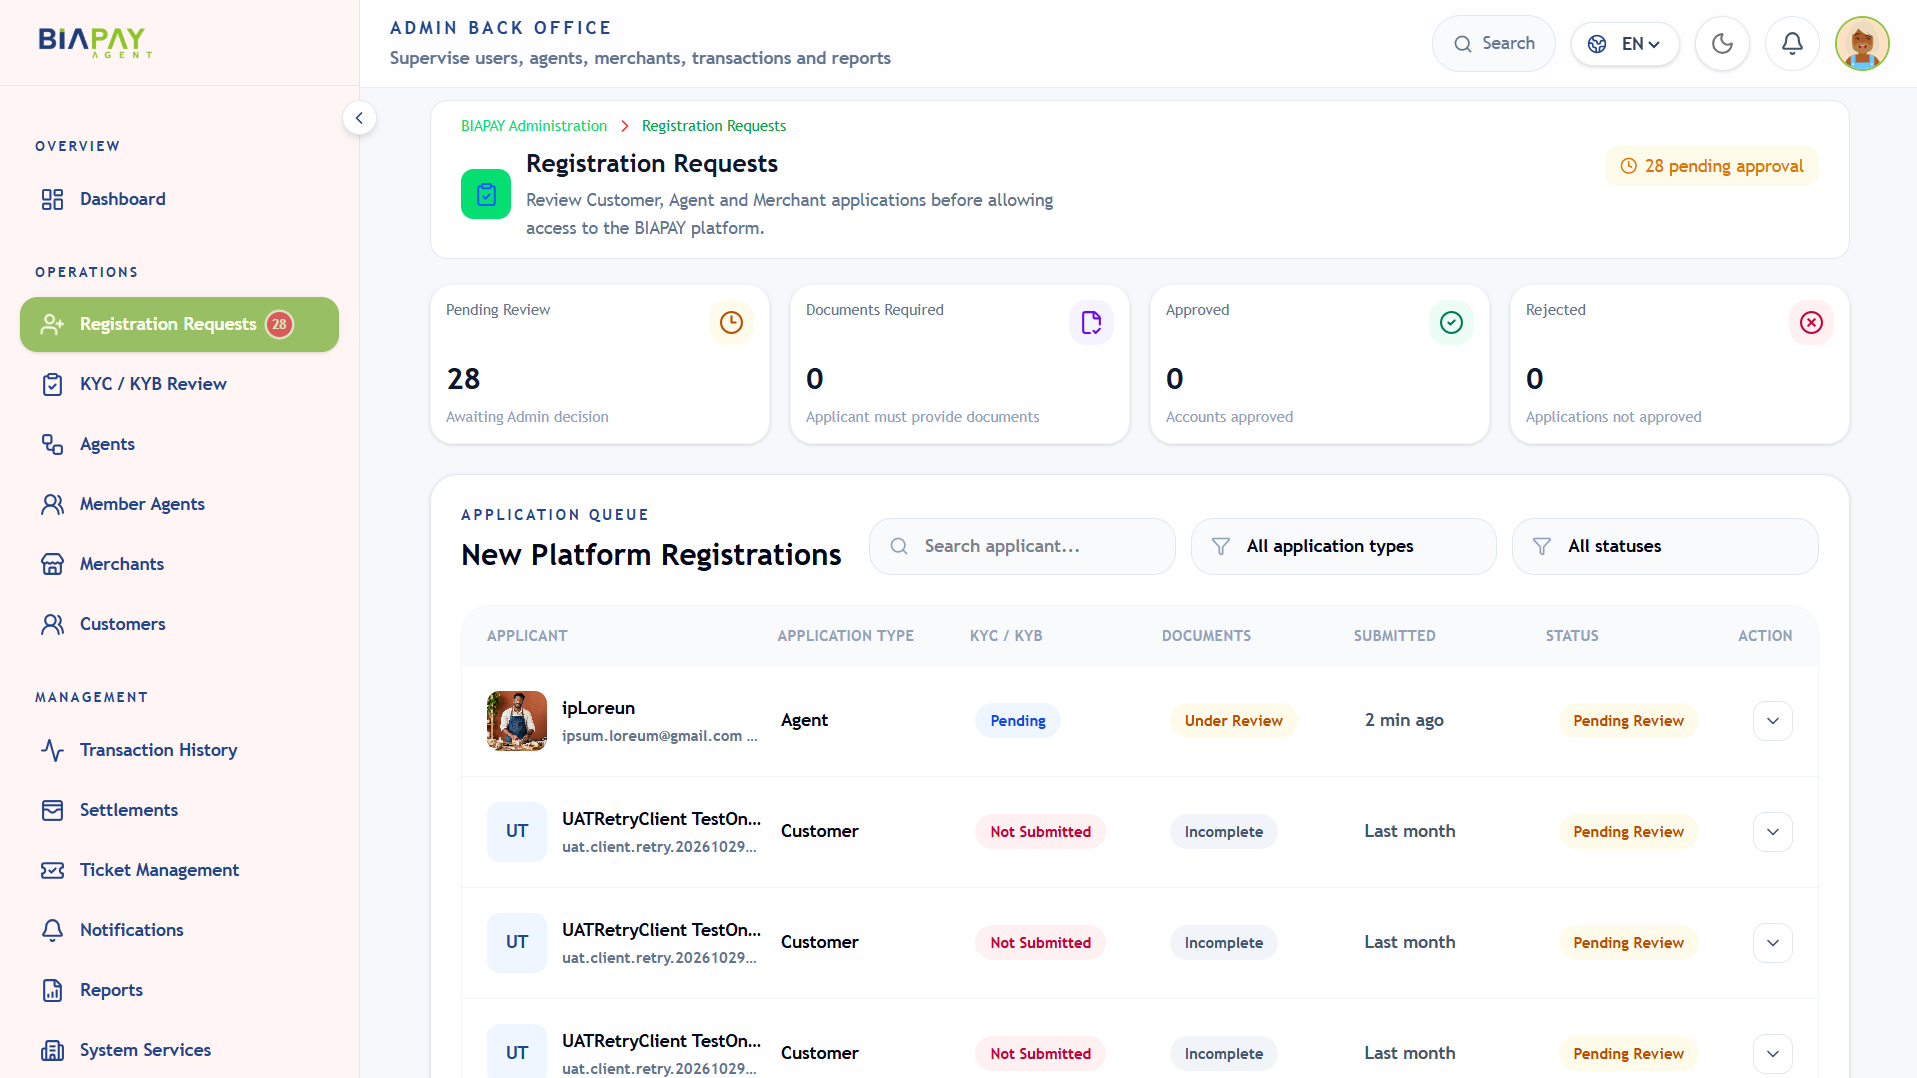 BIAPAY
AGENT
ADMIN BACK OFFICE
Supervise users, agents, merchants, transactions and reports
Search
EN
OVERVIEW
Dashboard
OPERATIONS
Registration Requests 28
KYC / KYB Review
Agents
Member Agents
Merchants
Customers
MANAGEMENT
Transaction History
Settlements
Ticket Management
Notifications
Reports
System Services
BIAPAY Administration > Registration Requests
Registration Requests
Review Customer, Agent and Merchant applications before allowing
access to the BIAPAY platform.
28 pending approval
Pending Review
28
Awaiting Admin decision
Documents Required
0
Applicant must provide documents
Approved
0
Accounts approved
Rejected
0
Applications not approved
APPLICATION QUEUE
New Platform Registrations
Search applicant...
All application types
All statuses
APPLICANT APPLICATION TYPE KYC / KYB DOCUMENTS SUBMITTED STATUS ACTION
ipLoreun
ipsum.loreum@gmail.com ...
Agent Pending Under Review 2 min ago Pending Review
UT UATRetryClient TestOn...
uat.client.retry.20261029...
Customer Not Submitted Incomplete Last month Pending Review
UT UATRetryClient TestOn...
uat.client.retry.20261029...
Customer Not Submitted Incomplete Last month Pending Review
UT UATRetryClient TestOn...
uat.client.retry.20261029...
Customer Not Submitted Incomplete Last month Pending Review